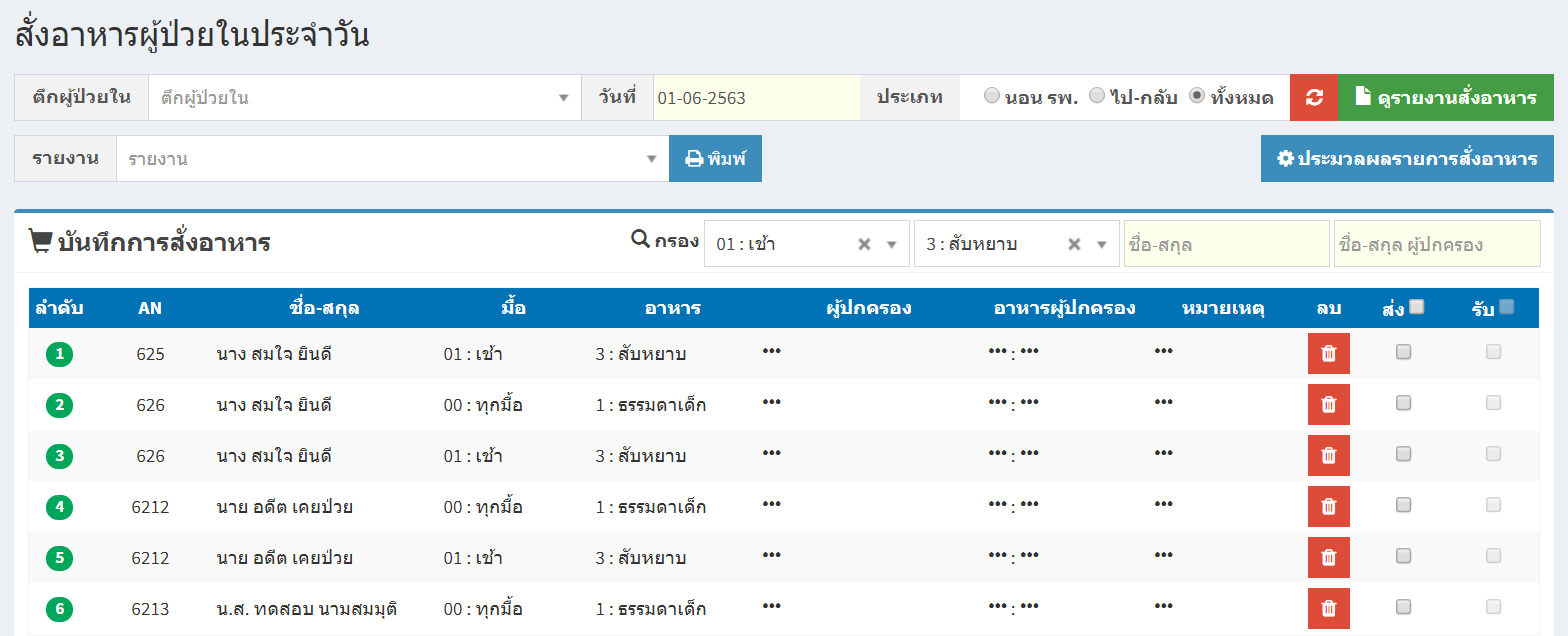 สั่งอาหารผู้ป่วยในประจำวัน
ตึกผู้ป่วยใน ตึกผู้ป่วยใน วันที่ 01-06-2563 ประเภท นอน รพ. ไป-กลับ ทั้งหมด ดูรายงานสั่งอาหาร
รายงาน รายงาน พิมพ์ ประมวลผลรายการสั่งอาหาร
บันทึกการสั่งอาหาร กรอง 01 : เช้า 3 : สับหยาบ ชื่อ-สกุล ชื่อ-สกุล ผู้ปกครอง
ลำดับ AN ชื่อ-สกุล มื้อ อาหาร ผู้ปกครอง อาหารผู้ปกครอง หมายเหตุ ลบ ส่ง รับ
1 625 นาง สมใจ ยินดี 01 : เช้า 3 : สับหยาบ ••• ••• : ••• •••
2 626 นาง สมใจ ยินดี 00 : ทุกมื้อ 1 : ธรรมดาเด็ก ••• ••• : ••• •••
3 626 นาง สมใจ ยินดี 01 : เช้า 3 : สับหยาบ ••• ••• : ••• •••
4 6212 นาย อดีต เคยป่วย 00 : ทุกมื้อ 1 : ธรรมดาเด็ก ••• ••• : ••• •••
5 6212 นาย อดีต เคยป่วย 01 : เช้า 3 : สับหยาบ ••• ••• : ••• •••
6 6213 น.ส. ทดสอบ นามสมมุติ 00 : ทุกมื้อ 1 : ธรรมดาเด็ก ••• ••• : ••• •••